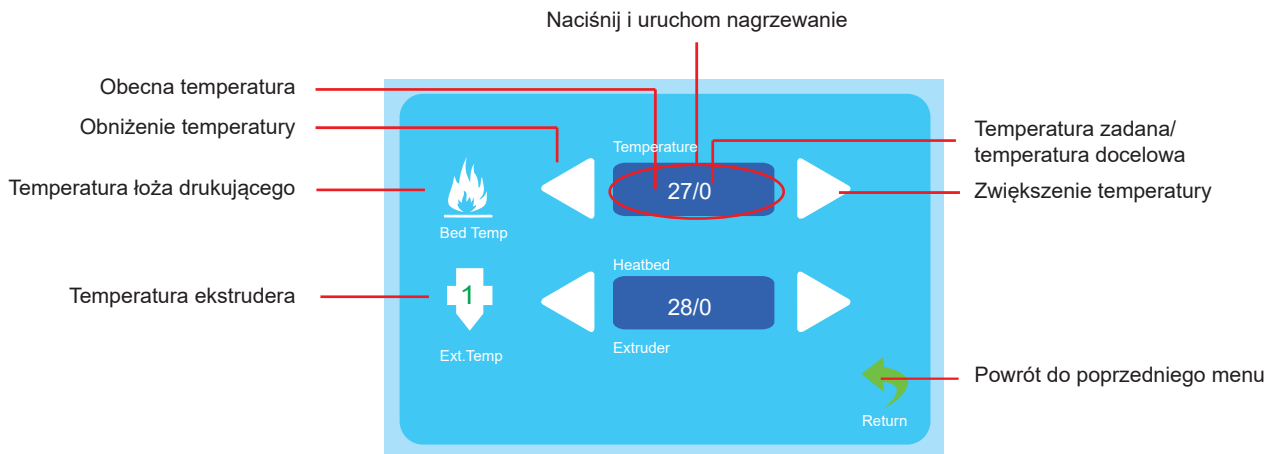 Naciśnij i uruchom nagrzewanie
Obecna temperatura
Obniżenie temperatury
Temperatura łoża drukującego
Temperatura ekstrudera
Temperature
27/0
Bed Temp
Heatbed
1
28/0
Ext.Temp
Extruder
Return
Temperatura zadana/
temperatura docelowa
Zwiększenie temperatury
Powrót do poprzedniego menu